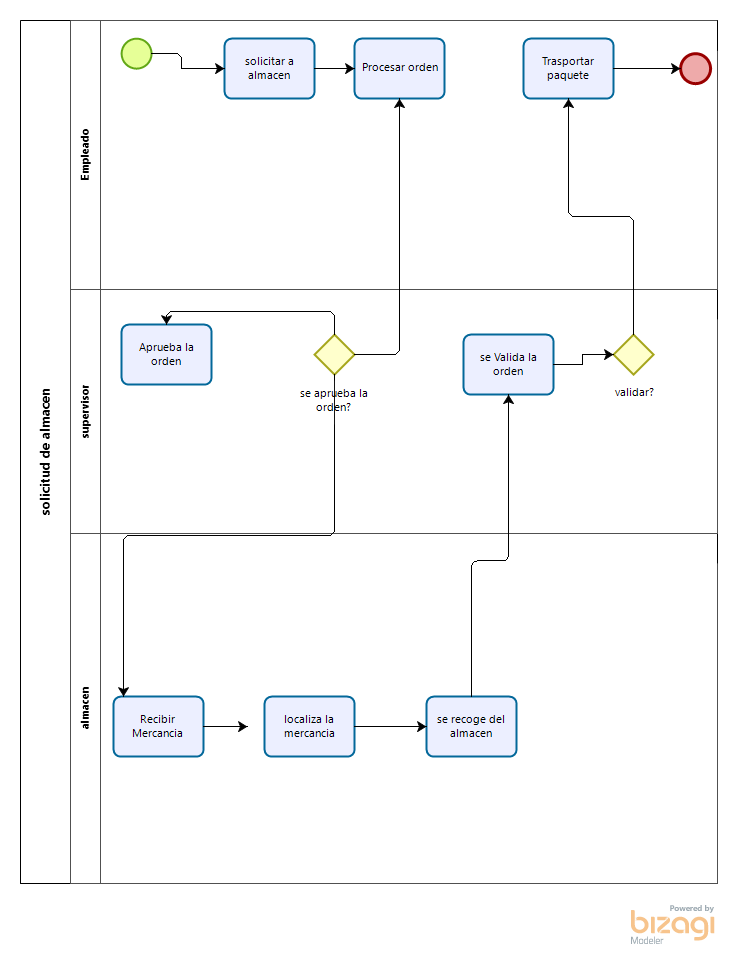 solicitud de almacen
Empleado
solicitar a
almacen
Procesar orden
Trasportar
paquete
supervisor
Aprueba la
orden
se aprueba la
orden?
se Valida la
orden
validar?
almacen
Recibir
Mercancia
localiza la
mercancia
se recoge del
almacen
Powered by
bizagi
Modeler